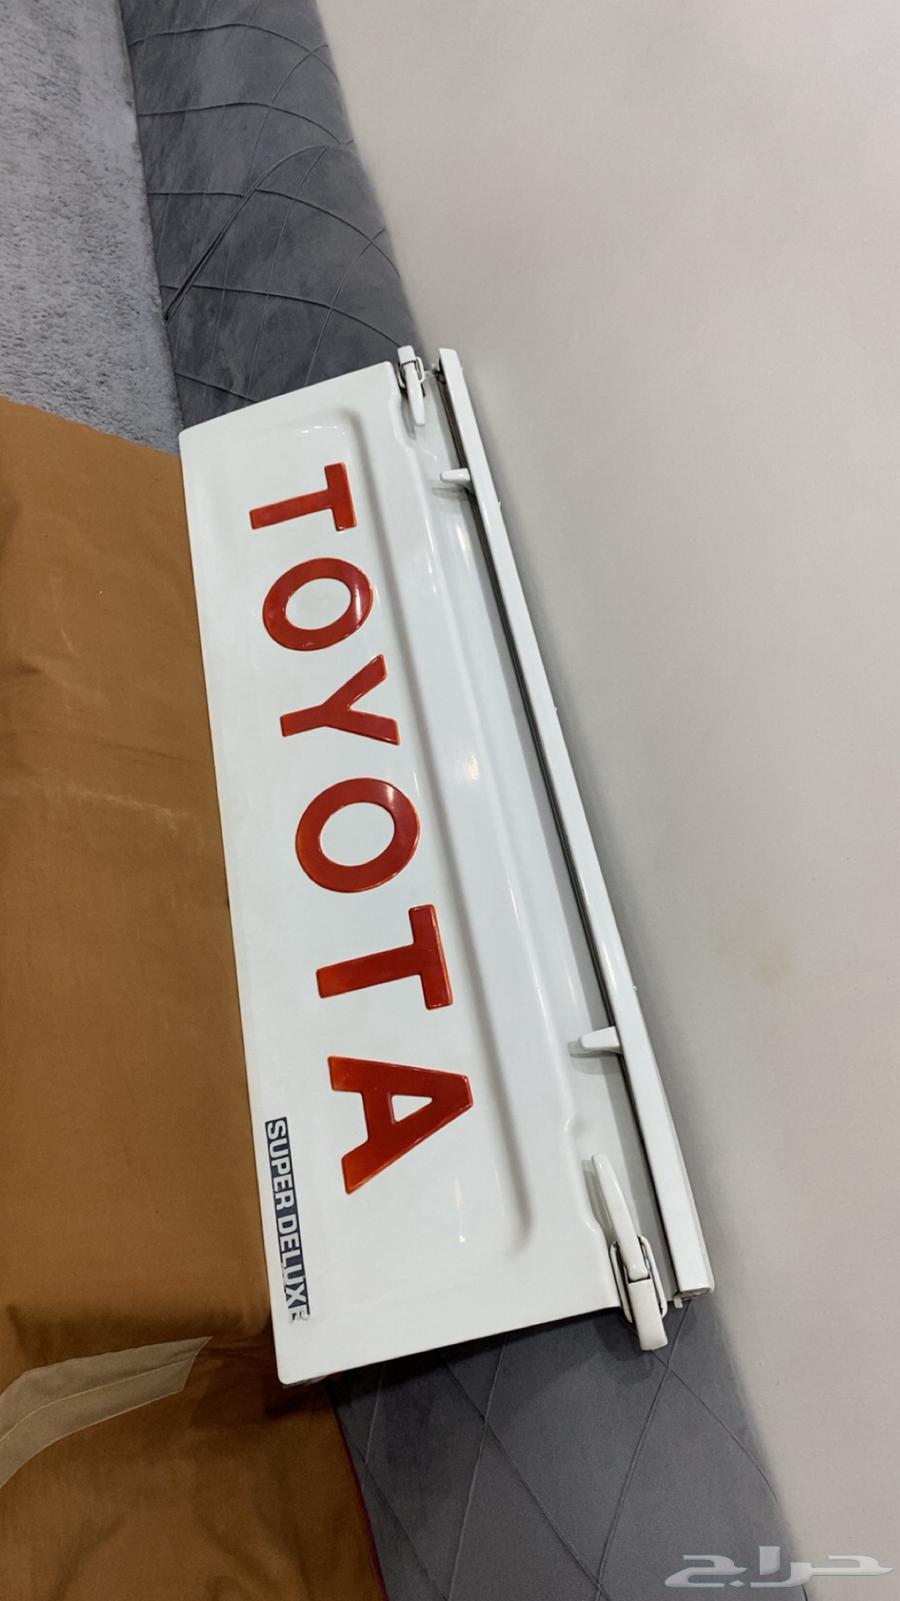 TOYOTA
SUPER DELUXE
حراج